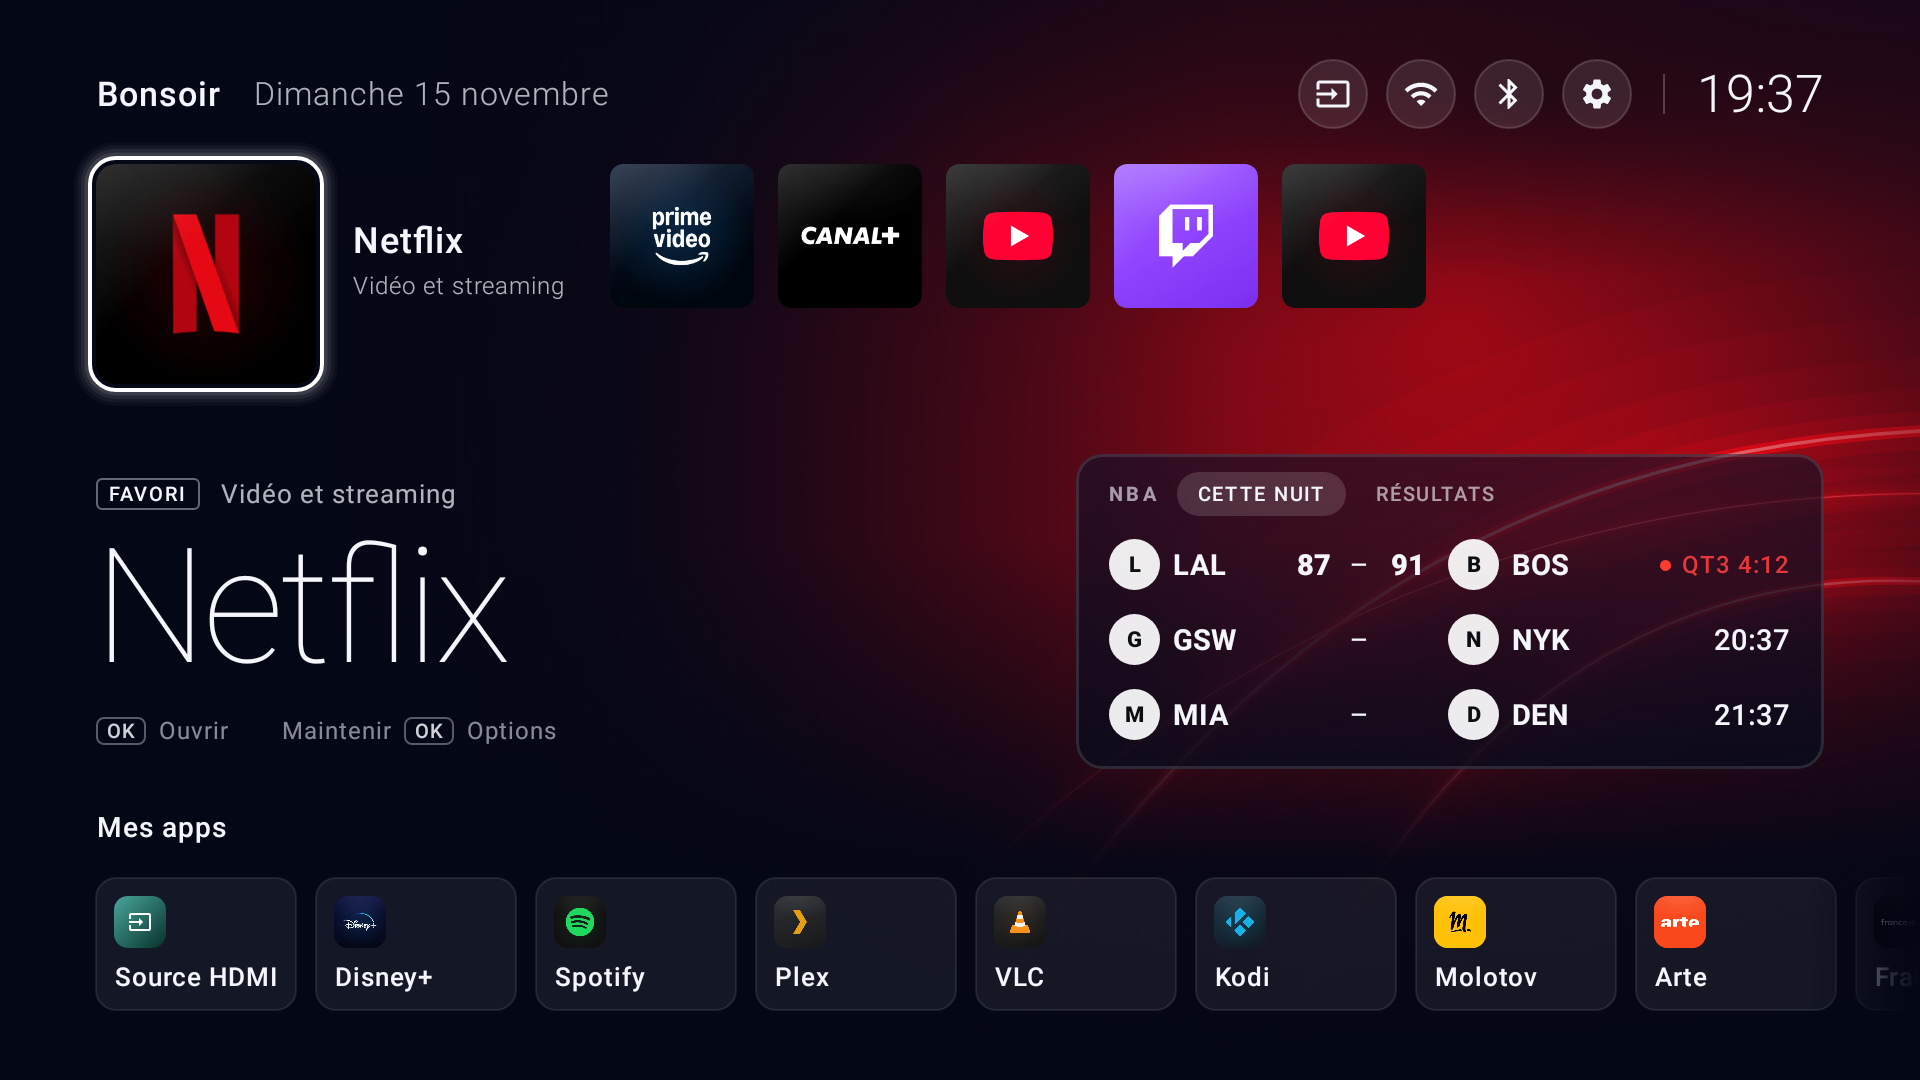 Bonsoir Dimanche 15 novembre 19:37
Netflix
Vidéo et streaming
prime video
CANAL+
FAVORI Vidéo et streaming
Netflix
OK Ouvrir Maintenir OK Options
NBA CETTE NUIT RÉSULTATS
L LAL 87 – 91 B BOS QT3 4:12
G GSW – N NYK 20:37
M MIA – D DEN 21:37
Mes apps
Disney+
m.
arte
Source HDMI Disney+ Spotify Plex VLC Kodi Molotov Arte Fra